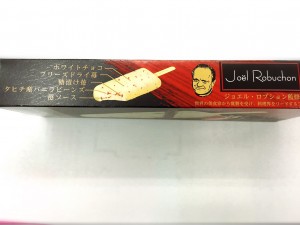 ホワイトチョコ
フリーズドライ苺
糖漬け苺
タヒチ産バニラビーンズ
苺ソース
Joël Robuchon
ジョエル・ロブション監修